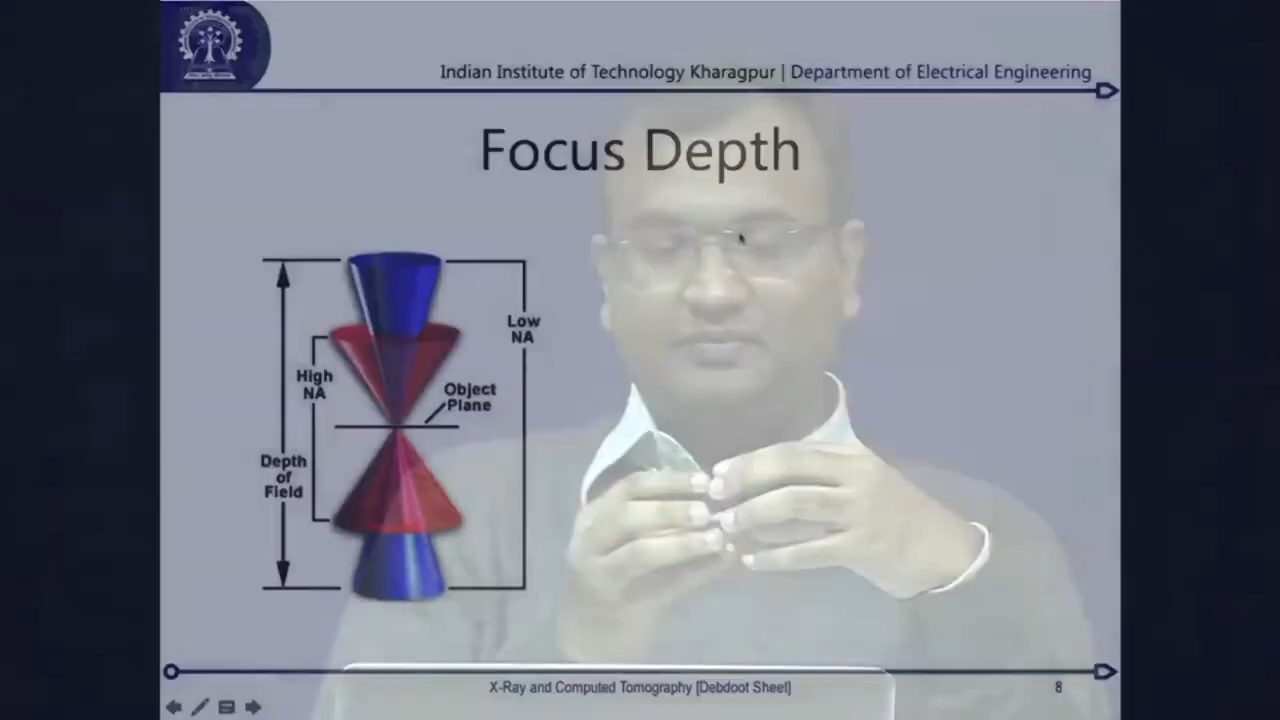 Indian Institute of Technology Kharagpur | Department of Electrical Engineering
Focus Depth
Low
NA
High
NA
Object
Plane
Depth
of
Field
X-Ray and Computed Tomography [Debdoot Sheet]
8